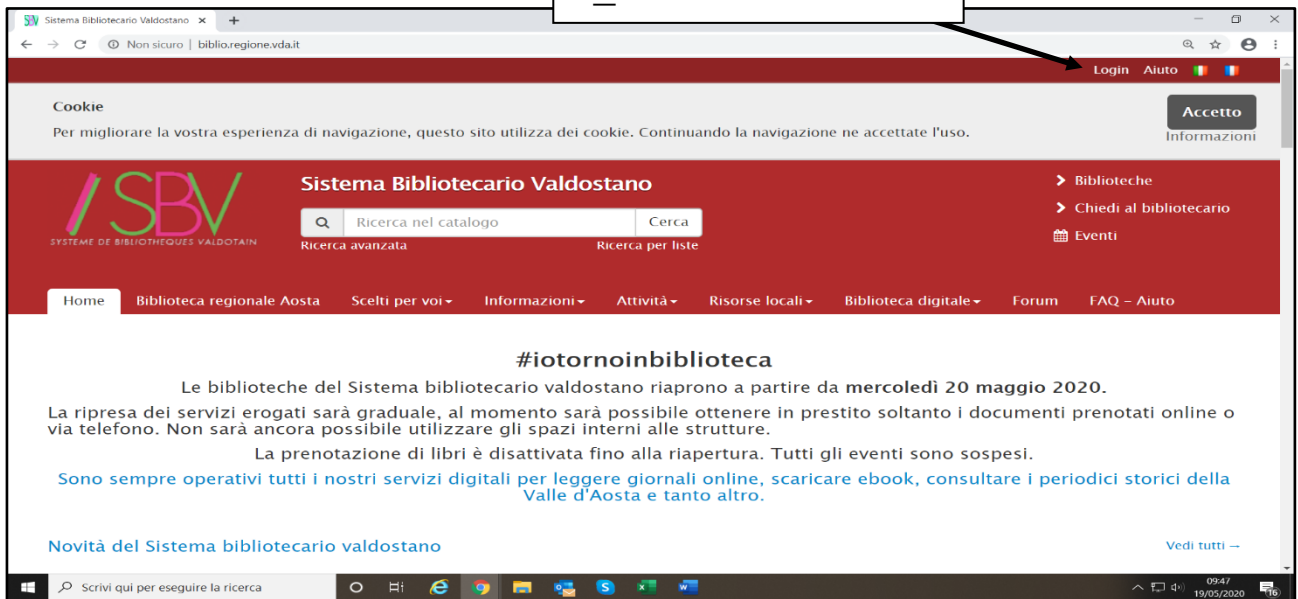 Sistema Bibliotecario Valdostano
Non sicuro | biblio.regione.vda.it
Login Aiuto
Cookie
Per migliorare la vostra esperienza di navigazione, questo sito utilizza dei cookie. Continuando la navigazione ne accettate l'uso.
Accetto
Informazioni
SBV
SYSTEME DE BIBLIOTHEQUES VALDOTAIN
Sistema Bibliotecario Valdostano
Ricerca nel catalogo Cerca
Ricerca avanzata Ricerca per liste
Biblioteche
Chiedi al bibliotecario
Eventi
Home Biblioteca regionale Aosta Scelti per voi Informazioni Attività Risorse locali Biblioteca digitale Forum FAQ – Aiuto
#iotornoinbiblioteca
Le biblioteche del Sistema bibliotecario valdostano riaprono a partire da mercoledì 20 maggio 2020.
La ripresa dei servizi erogati sarà graduale, al momento sarà possibile ottenere in prestito soltanto i documenti prenotati online o
via telefono. Non sarà ancora possibile utilizzare gli spazi interni alle strutture.
La prenotazione di libri è disattivata fino alla riapertura. Tutti gli eventi sono sospesi.
Sono sempre operativi tutti i nostri servizi digitali per leggere giornali online, scaricare ebook, consultare i periodici storici della
Valle d'Aosta e tanto altro.
Novità del Sistema bibliotecario valdostano Vedi tutti →
Scrivi qui per eseguire la ricerca
09:47
19/05/2020
16